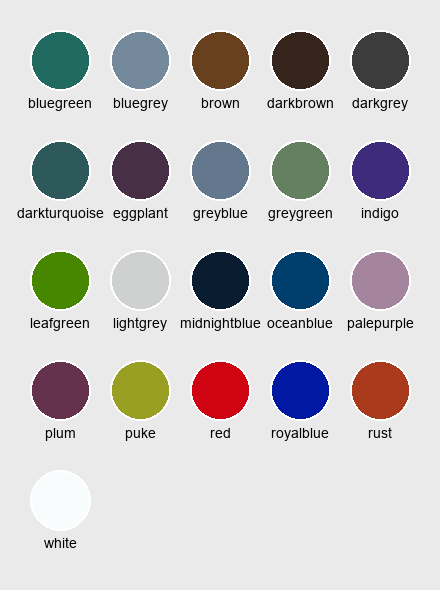 bluegreen bluegrey brown darkbrown darkgrey
darkturquoise eggplant greyblue greygreen indigo
leafgreen lightgrey midnightblue oceanblue palepurple
plum puke red royalblue rust
white